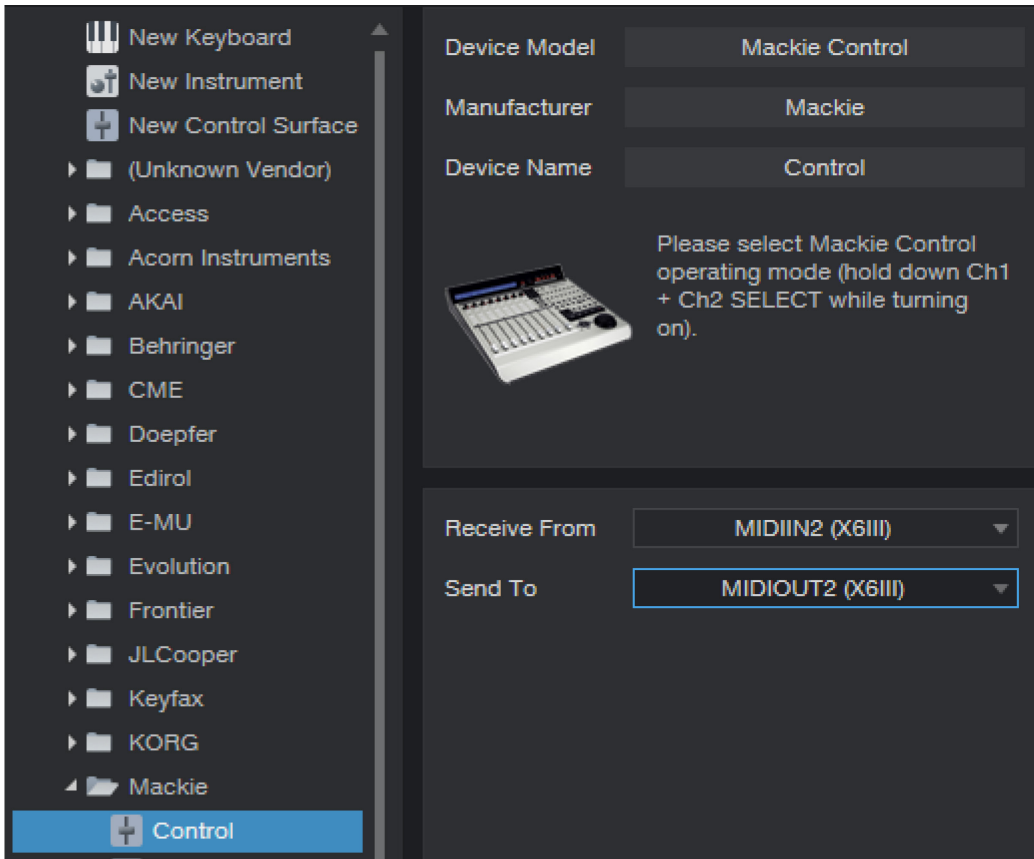 New Keyboard
New Instrument
New Control Surface
(Unknown Vendor)
Access
Acorn Instruments
AKAI
Behringer
CME
Doepfer
Edirol
E-MU
Evolution
Frontier
JLCooper
Keyfax
KORG
Mackie
Control
Device Model Mackie Control
Manufacturer Mackie
Device Name Control
Please select Mackie Control
operating mode (hold down Ch1
+ Ch2 SELECT while turning
on).
Receive From MIDIIN2 (X6III)
Send To MIDIOUT2 (X6III)